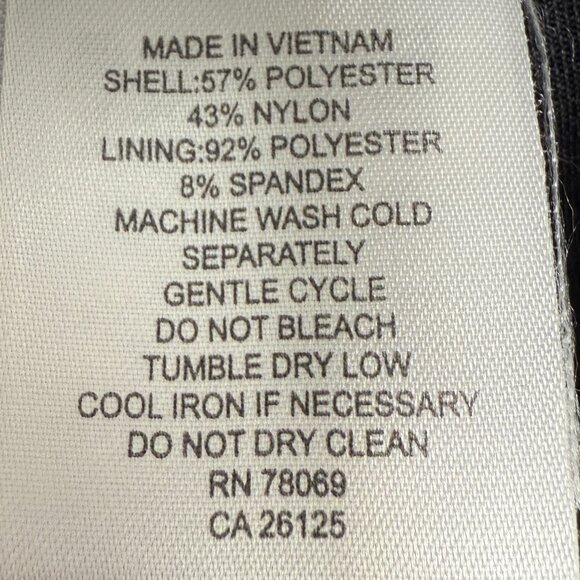 MADE IN VIETNAM
SHELL:57% POLYESTER
43% NYLON
LINING:92% POLYESTER
8% SPANDEX
MACHINE WASH COLD
SEPARATELY
GENTLE CYCLE
DO NOT BLEACH
TUMBLE DRY LOW
COOL IRON IF NECESSARY
DO NOT DRY CLEAN
RN 78069
CA 26125